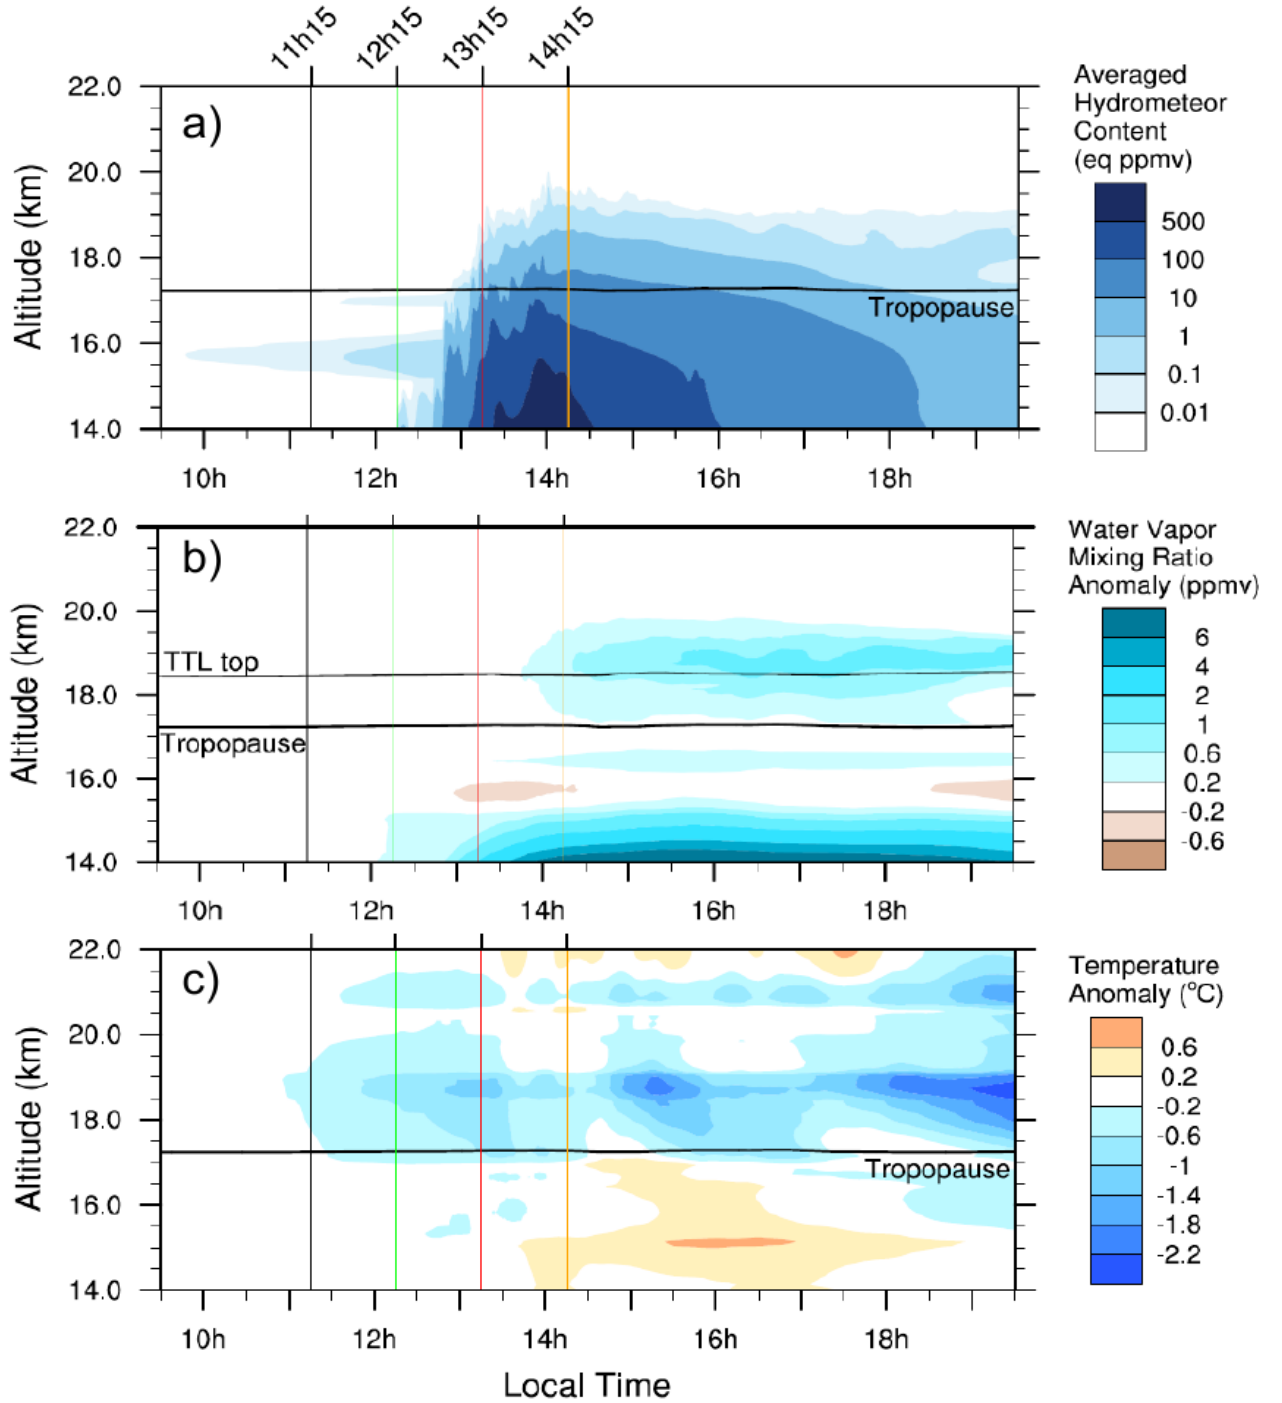 11h15 12h15 13h15 14h15
a)
22.0
20.0
18.0
16.0
14.0
Altitude (km)
Tropopause
10h 12h 14h 16h 18h
Averaged
Hydrometeor
Content
(eq ppmv)
500
100
10
1
0.1
0.01
b)
22.0
20.0
18.0
16.0
14.0
Altitude (km)
TTL top
Tropopause
10h 12h 14h 16h 18h
Water Vapor
Mixing Ratio
Anomaly (ppmv)
6
4
2
1
0.6
0.2
-0.2
-0.6
c)
22.0
20.0
18.0
16.0
14.0
Altitude (km)
Tropopause
10h 12h 14h 16h 18h
Local Time
Temperature
Anomaly (°C)
0.6
0.2
-0.2
-0.6
-1
-1.4
-1.8
-2.2